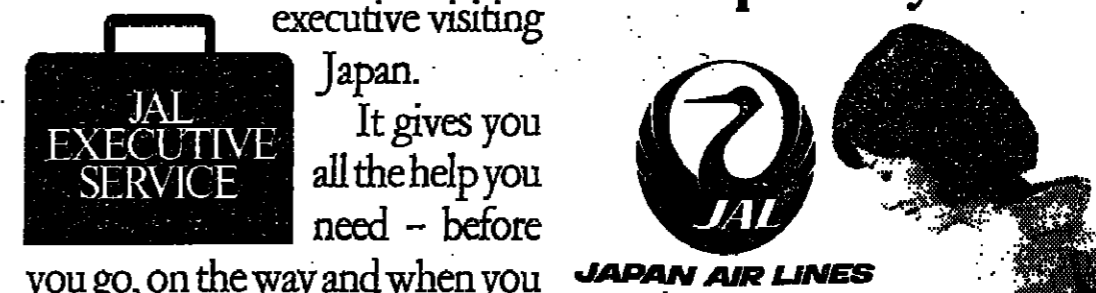 executive visiting
Japan.
It gives you
all the help you
need – before
you go, on the way and when you
JAL
EXECUTIVE
SERVICE
JAL
JAPAN AIR LINES